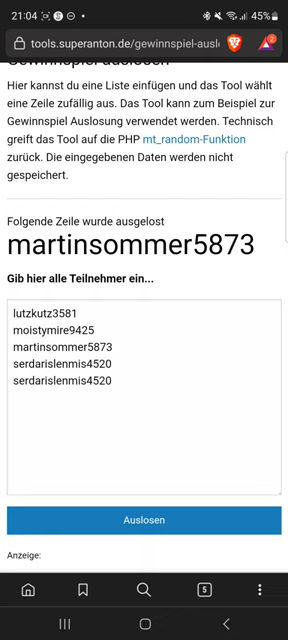 21:04
45%
tools.superanton.de/gewinnspiel-ausl
2
Gewinnspiel auslosen
Hier kannst du eine Liste einfügen und das Tool wählt
eine Zeile zufällig aus. Das Tool kann zum Beispiel zur
Gewinnspiel Auslosung verwendet werden. Technisch
greift das Tool auf die PHP mt_random-Funktion
zurück. Die eingegebenen Daten werden nicht
gespeichert.
Folgende Zeile wurde ausgelost
martinsommer5873
Gib hier alle Teilnehmer ein...
lutzkutz3581
moistymire9425
martinsommer5873
serdarislenmis4520
serdarislenmis4520
Auslosen
Anzeige:
5